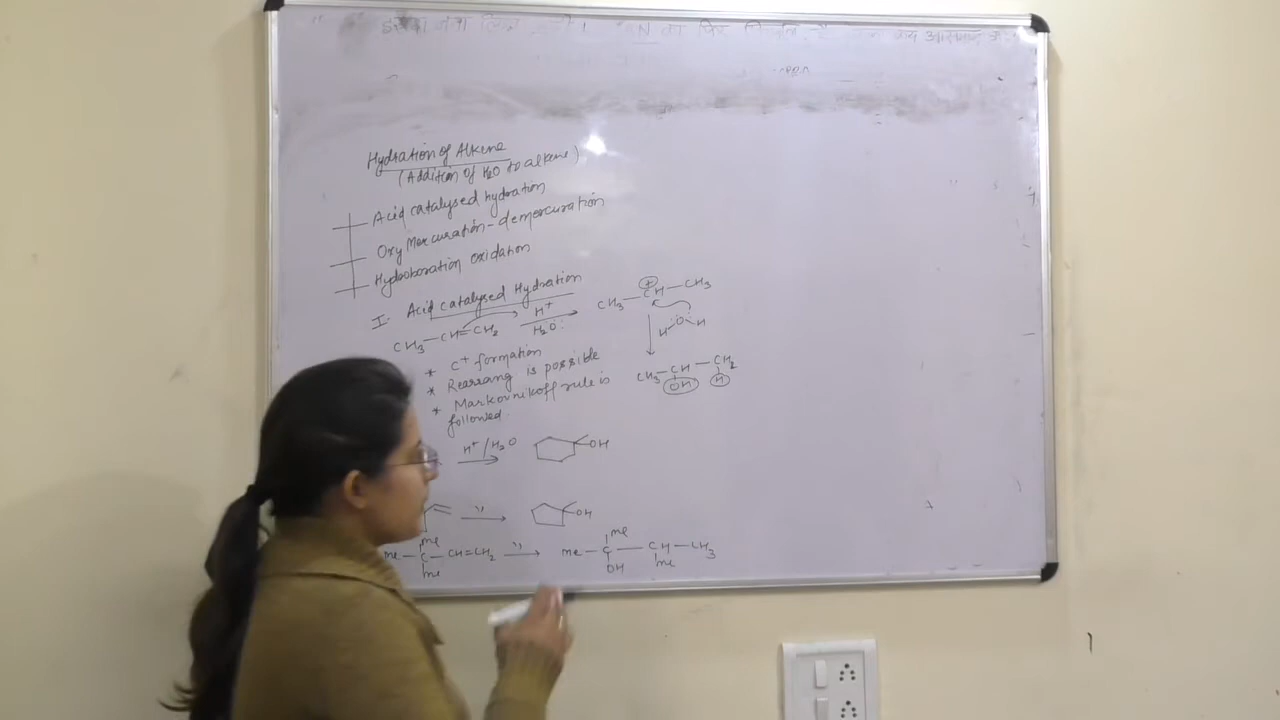 Hydration of Alkene
(Addition of H2O to alkene)
Acid catalysed hydration
Oxy Mercuration-demercuration
Hydroboration oxidation
I. Acid catalysed Hydration
CH3-CH=CH2 H+ H2O: CH3-CH-CH3
+
H-O-H
* C+ formation
* Rearrang is possible
* Markovnikoff rule is
followed.
CH3-CH-CH2
OH H
H+/H2O OH
" OH
Me me
Me-C-CH=CH2 " me-C-CH-CH3
me OH me